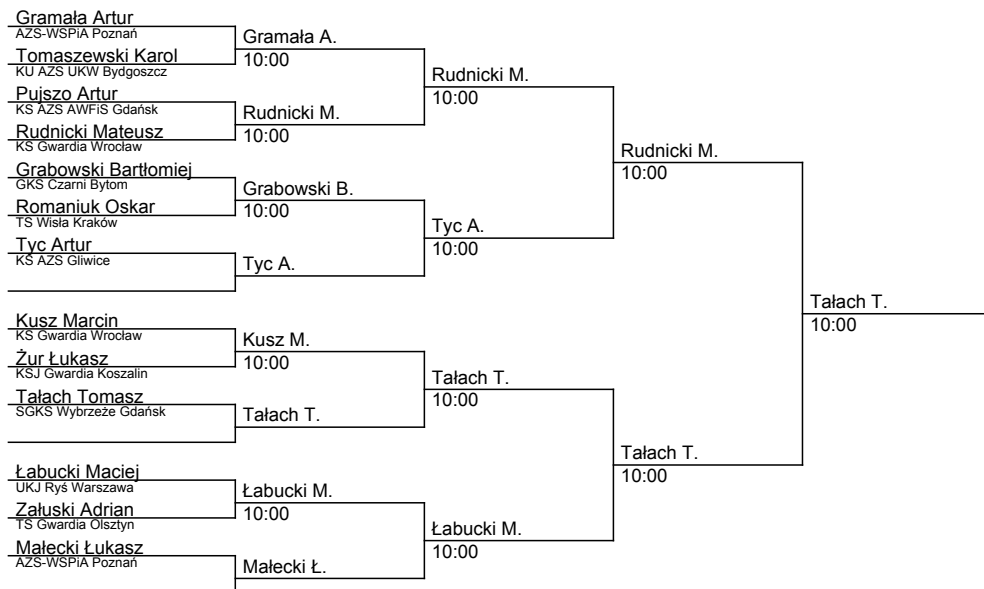 Gramała Artur
AZS-WSPiA Poznań
Gramała A.
Tomaszewski Karol
10:00
KU AZS UKW Bydgoszcz
Rudnicki M.
Pujszo Artur
10:00
KS AZS AWFiS Gdańsk
Rudnicki M.
Rudnicki Mateusz
10:00
KS Gwardia Wrocław
Rudnicki M.
Grabowski Bartłomiej
10:00
GKS Czarni Bytom
Grabowski B.
Romaniuk Oskar
10:00
TS Wisła Kraków
Tyc A.
Tyc Artur
10:00
KS AZS Gliwice
Tyc A.
Tałach T.
10:00
Kusz Marcin
KS Gwardia Wrocław
Kusz M.
Żur Łukasz
10:00
KSJ Gwardia Koszalin
Tałach T.
Tałach Tomasz
10:00
SGKS Wybrzeże Gdańsk
Tałach T.
Tałach T.
10:00
Łabucki Maciej
UKJ Ryś Warszawa
Łabucki M.
Załuski Adrian
10:00
TS Gwardia Olsztyn
Łabucki M.
Małecki Łukasz
10:00
AZS-WSPiA Poznań
Małecki Ł.